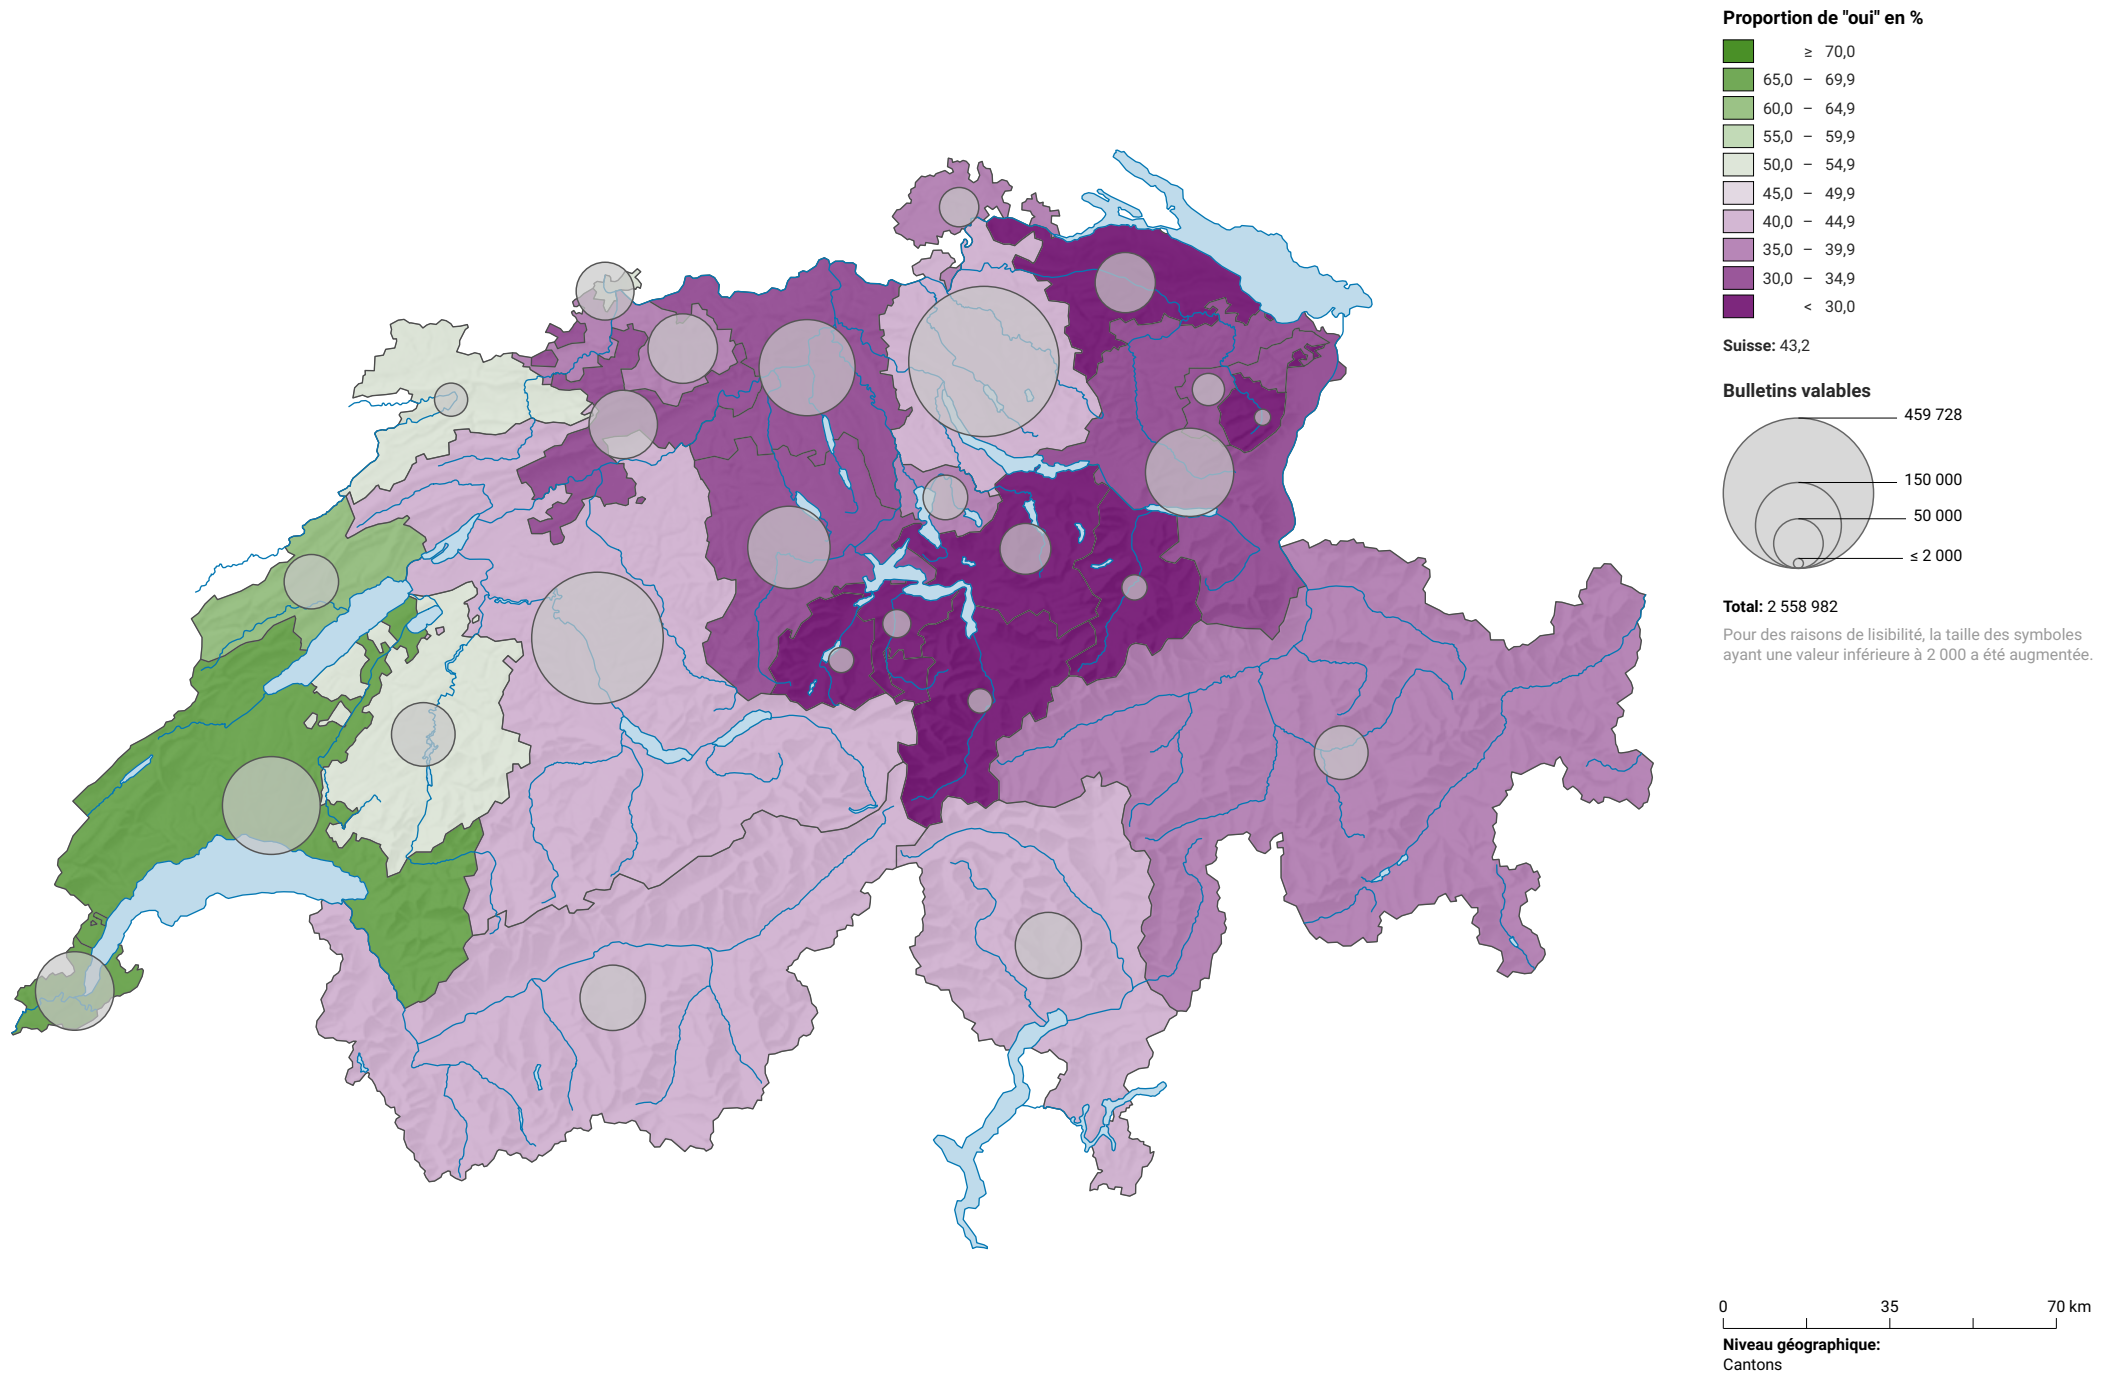 Proportion de "oui" en %
≥ 70,0
65,0 – 69,9
60,0 – 64,9
55,0 – 59,9
50,0 – 54,9
45,0 – 49,9
40,0 – 44,9
35,0 – 39,9
30,0 – 34,9
< 30,0
Suisse: 43,2
Bulletins valables
459 728
150 000
50 000
≤ 2 000
Total: 2 558 982
Pour des raisons de lisibilité, la taille des symboles
ayant une valeur inférieure à 2 000 a été augmentée.
0 35 70 km
Niveau géographique:
Cantons